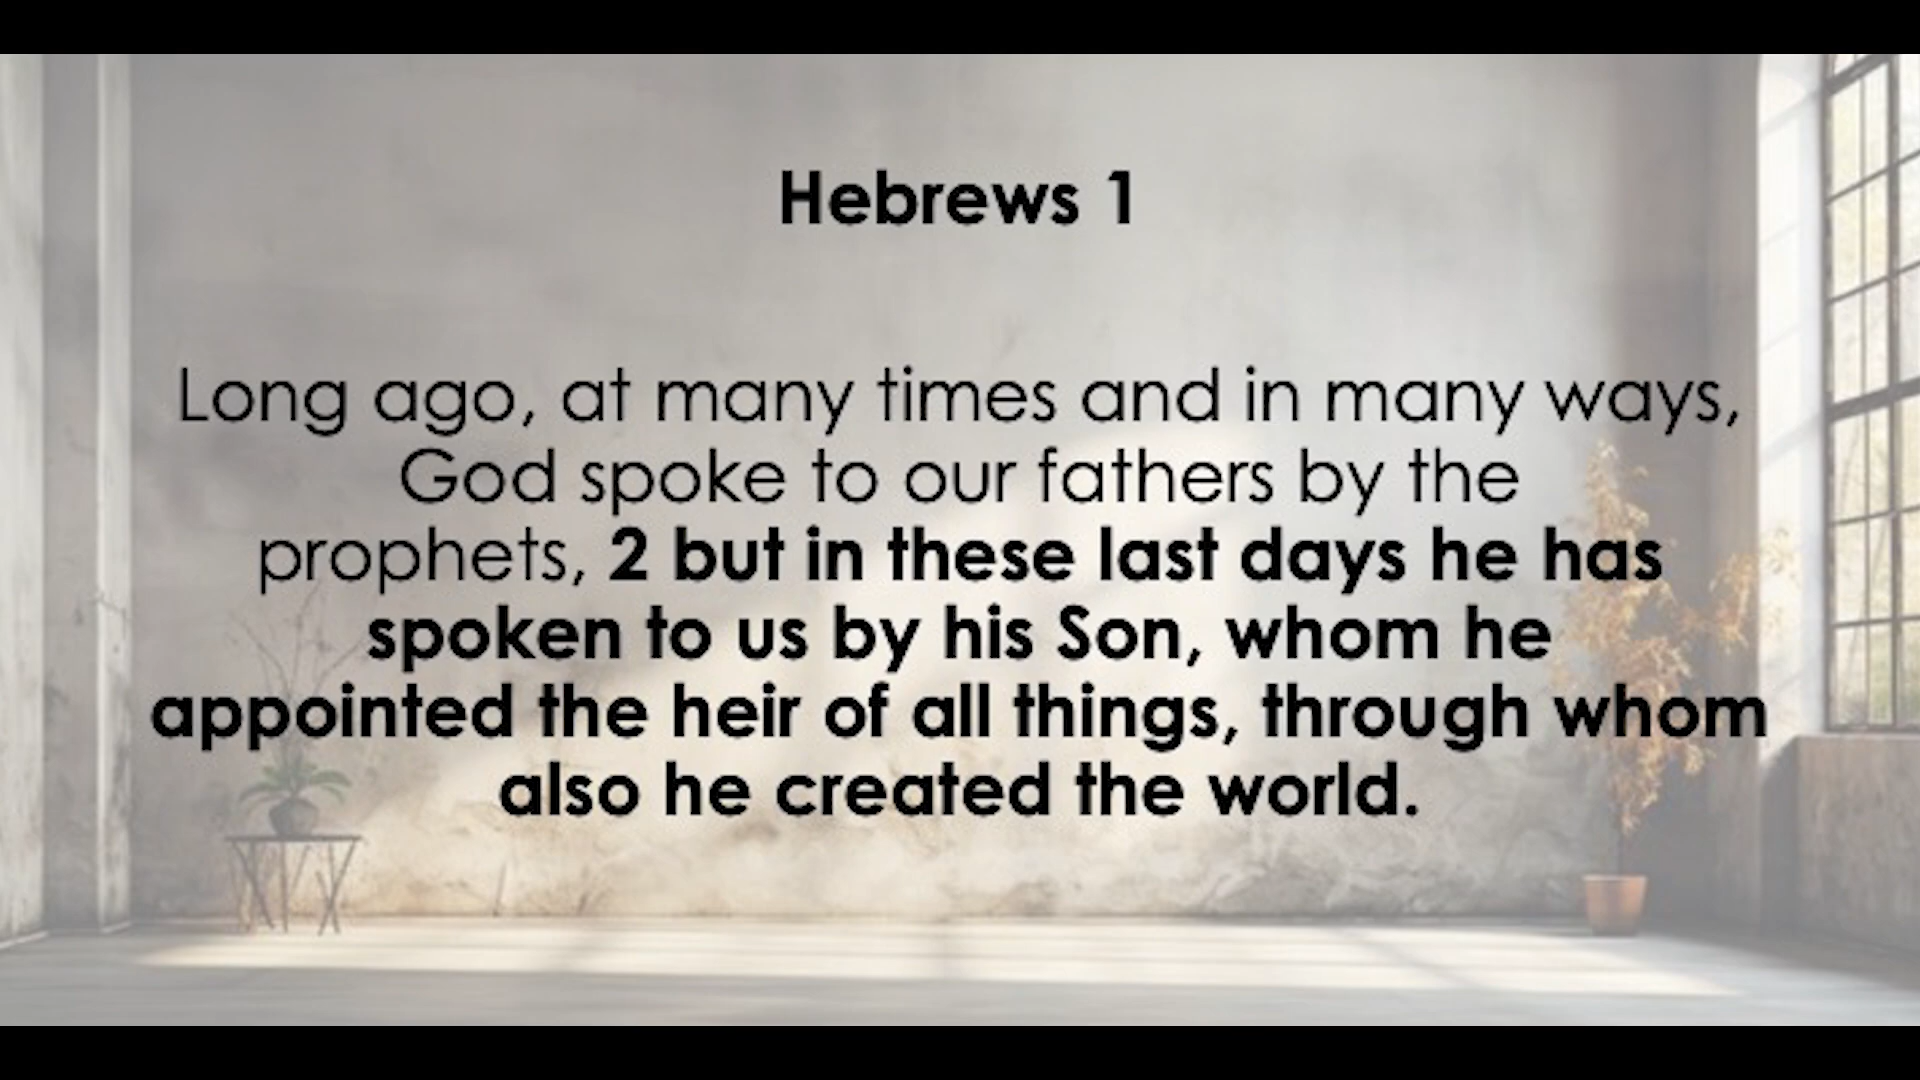 Hebrews 1
Long ago, at many times and in many ways,
God spoke to our fathers by the
prophets, 2 but in these last days he has
spoken to us by his Son, whom he
appointed the heir of all things, through whom
also he created the world.